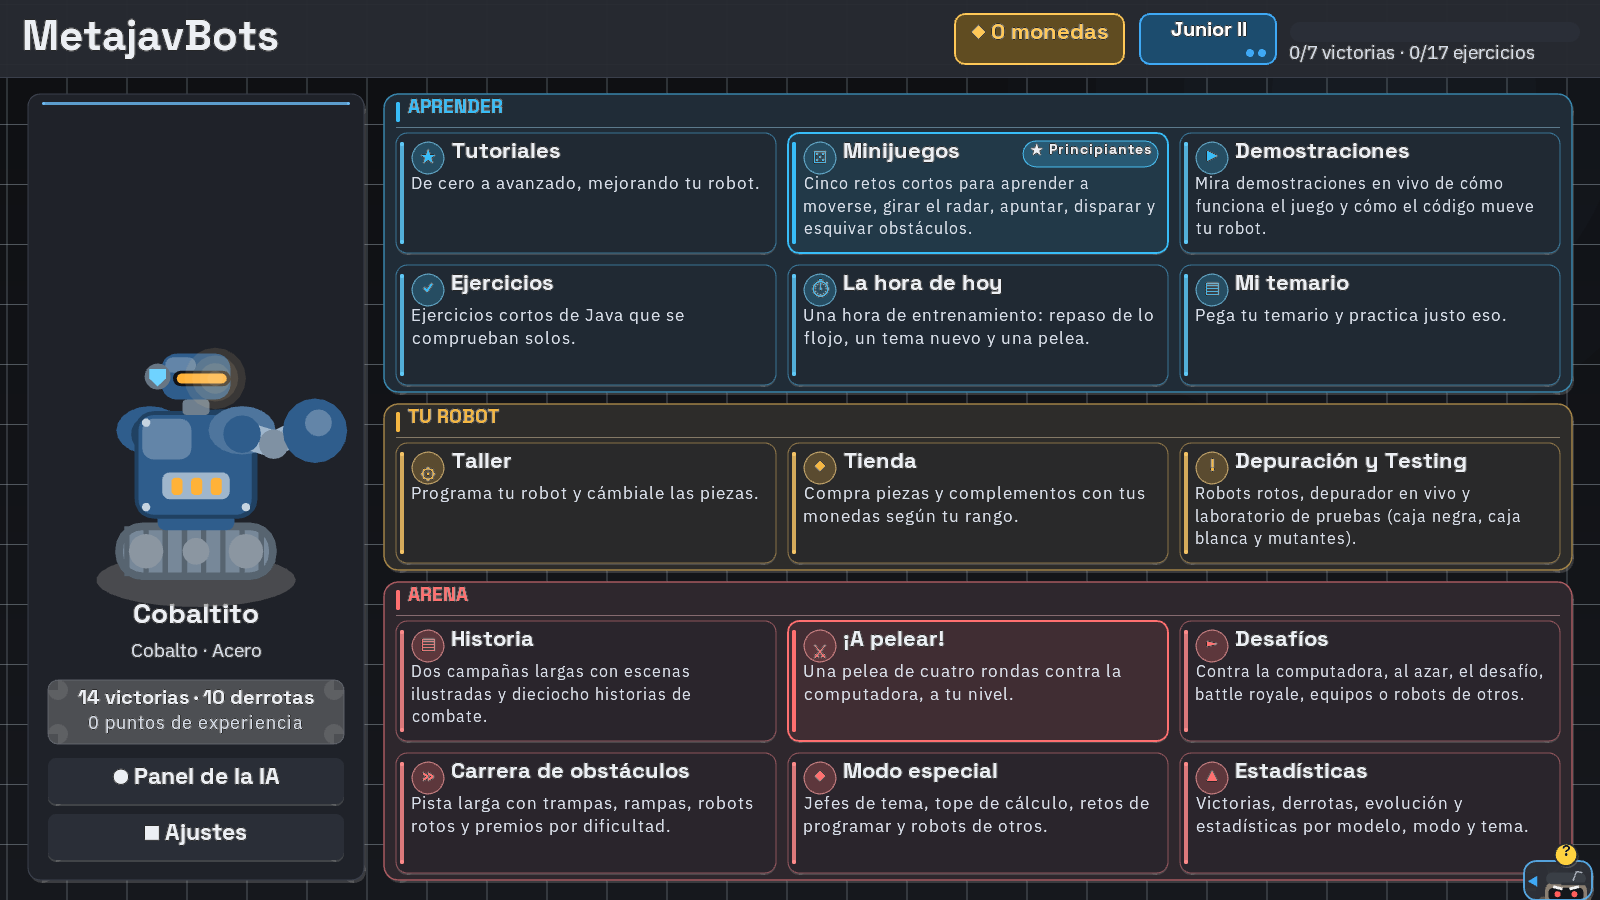 MetajavBots
◆ 0 monedas
Junior II
0/7 victorias · 0/17 ejercicios
Cobaltito
Cobalto · Acero
14 victorias · 10 derrotas
0 puntos de experiencia
● Panel de la IA
■ Ajustes
APRENDER
Tutoriales
De cero a avanzado, mejorando tu robot.
Minijuegos
★ Principiantes
Cinco retos cortos para aprender a
moverse, girar el radar, apuntar, disparar y
esquivar obstáculos.
Demostraciones
Mira demostraciones en vivo de cómo
funciona el juego y cómo el código mueve
tu robot.
Ejercicios
Ejercicios cortos de Java que se
comprueban solos.
La hora de hoy
Una hora de entrenamiento: repaso de lo
flojo, un tema nuevo y una pelea.
Mi temario
Pega tu temario y practica justo eso.
TU ROBOT
Taller
Programa tu robot y cámbiale las piezas.
Tienda
Compra piezas y complementos con tus
monedas según tu rango.
Depuración y Testing
Robots rotos, depurador en vivo y
laboratorio de pruebas (caja negra, caja
blanca y mutantes).
ARENA
Historia
Dos campañas largas con escenas
ilustradas y dieciocho historias de
combate.
¡A pelear!
Una pelea de cuatro rondas contra la
computadora, a tu nivel.
Desafíos
Contra la computadora, al azar, el desafío,
battle royale, equipos o robots de otros.
Carrera de obstáculos
Pista larga con trampas, rampas, robots
rotos y premios por dificultad.
Modo especial
Jefes de tema, tope de cálculo, retos de
programar y robots de otros.
Estadísticas
Victorias, derrotas, evolución y
estadísticas por modelo, modo y tema.
?